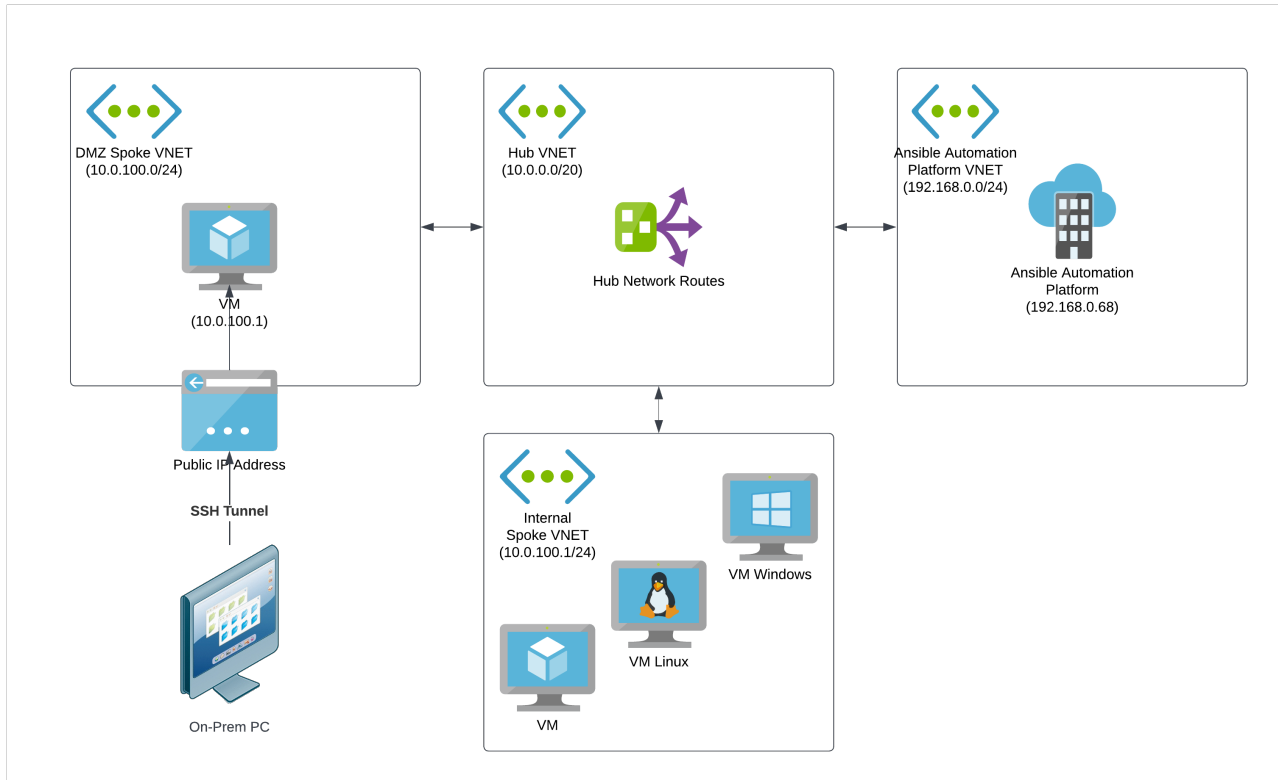 DMZ Spoke VNET
(10.0.100.0/24)
VM
(10.0.100.1)
Public IP Address
SSH Tunnel
On-Prem PC
Hub VNET
(10.0.0.0/20)
Hub Network Routes
Internal
Spoke VNET
(10.0.100.1/24)
VM Windows
VM Linux
VM
Ansible Automation
Platform VNET
(192.168.0.0/24)
Ansible Automation
Platform
(192.168.0.68)